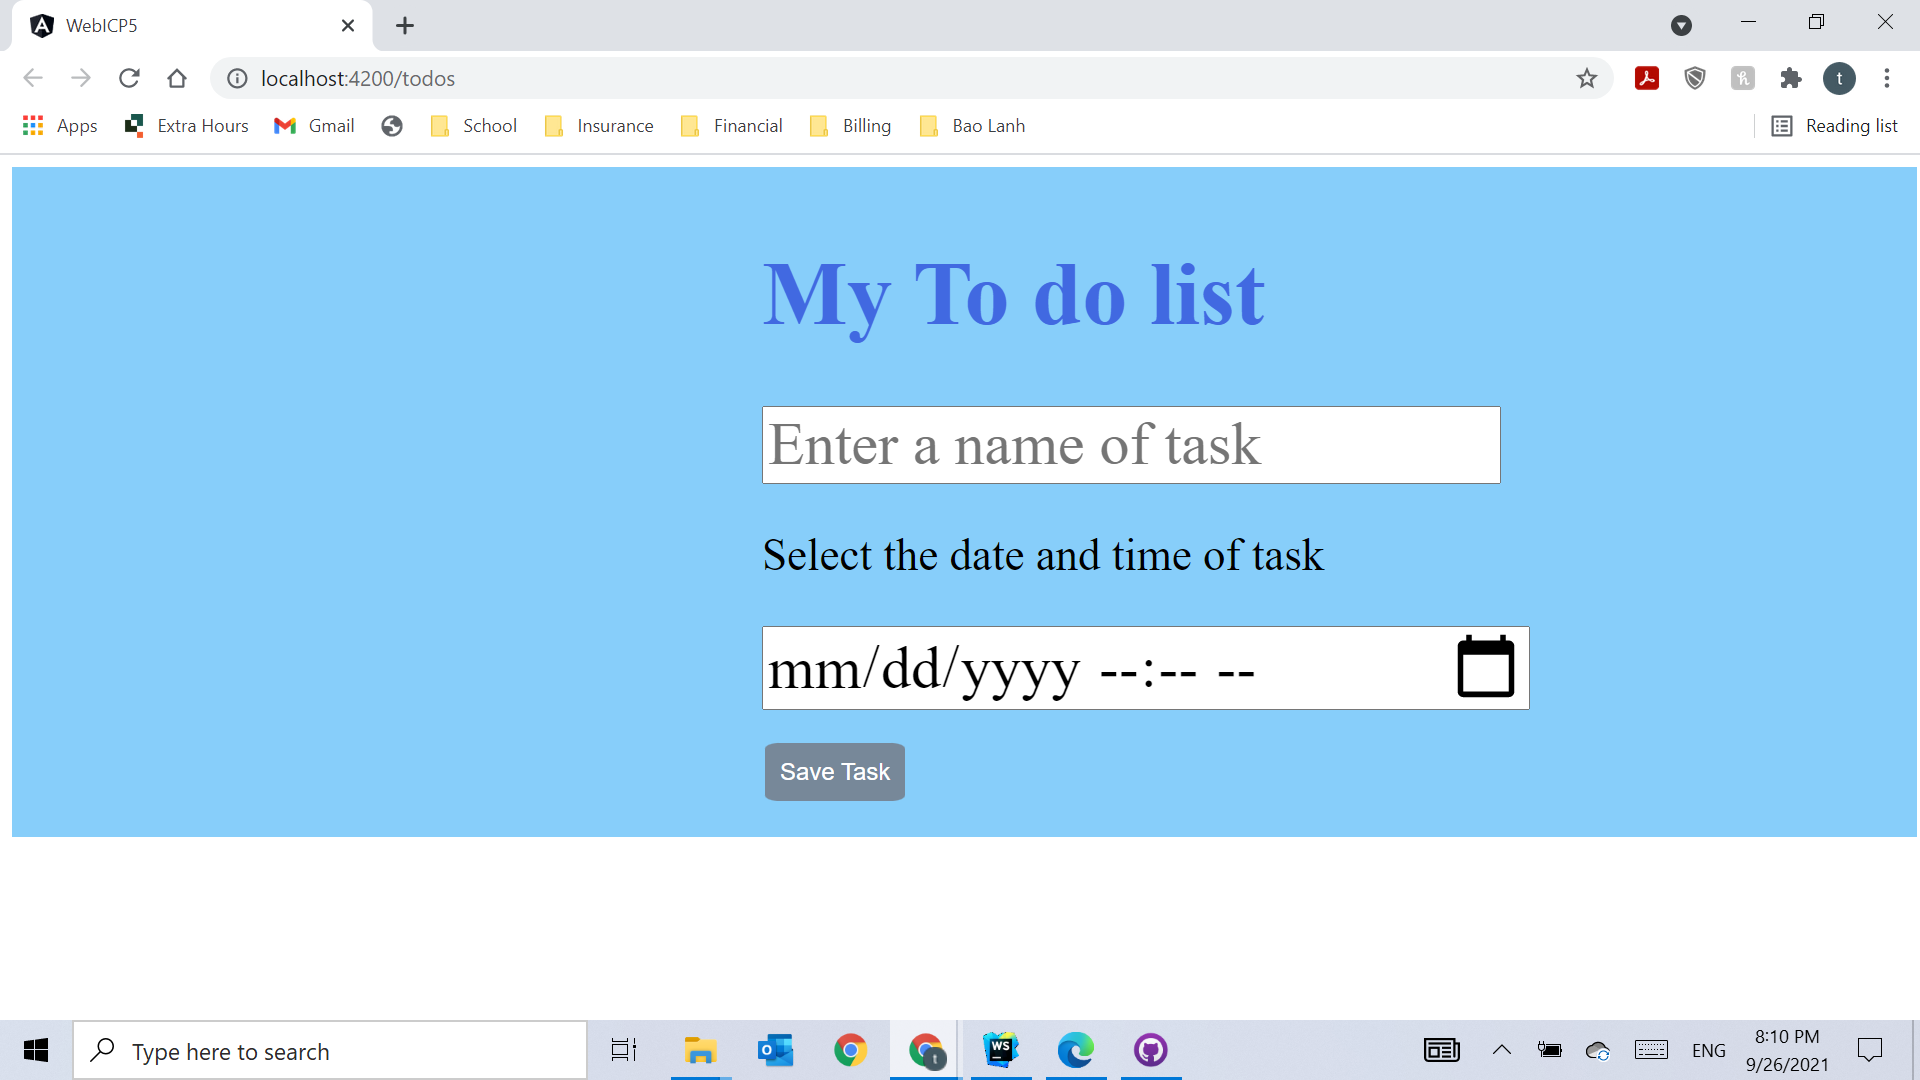 WebICP5
localhost:4200/todos
t
Apps
Extra Hours
Gmail
School
Insurance
Financial
Billing
Bao Lanh
Reading list
My To do list
Enter a name of task
Select the date and time of task
mm/dd/yyyy --:-- --
Save Task
Type here to search
t
WS
ENG
8:10 PM
9/26/2021